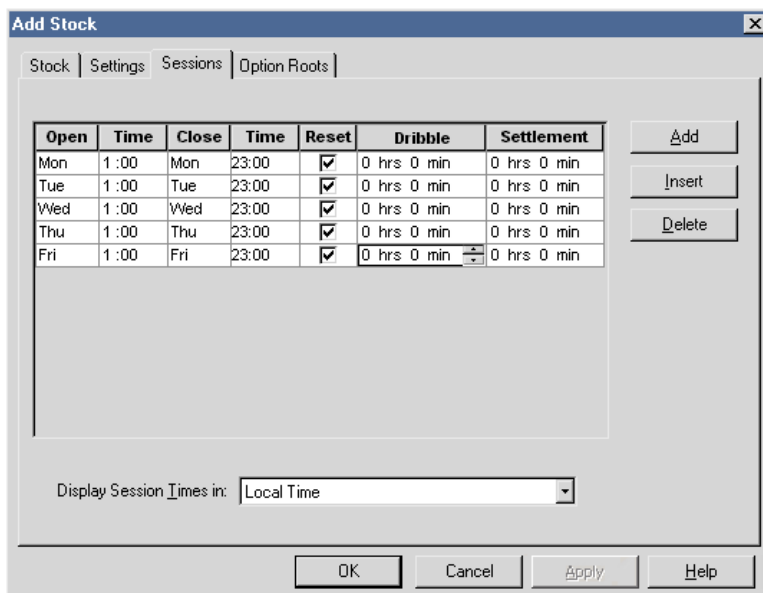 Add Stock
Stock Settings Sessions Option Roots
Open Time Close Time Reset Dribble Settlement
Mon 1 :00 Mon 23:00 0 hrs 0 min 0 hrs 0 min
Tue 1 :00 Tue 23:00 0 hrs 0 min 0 hrs 0 min
Wed 1 :00 Wed 23:00 0 hrs 0 min 0 hrs 0 min
Thu 1 :00 Thu 23:00 0 hrs 0 min 0 hrs 0 min
Fri 1 :00 Fri 23:00 0 hrs 0 min 0 hrs 0 min
Add
Insert
Delete
Display Session Times in: Local Time
OK Cancel Apply Help